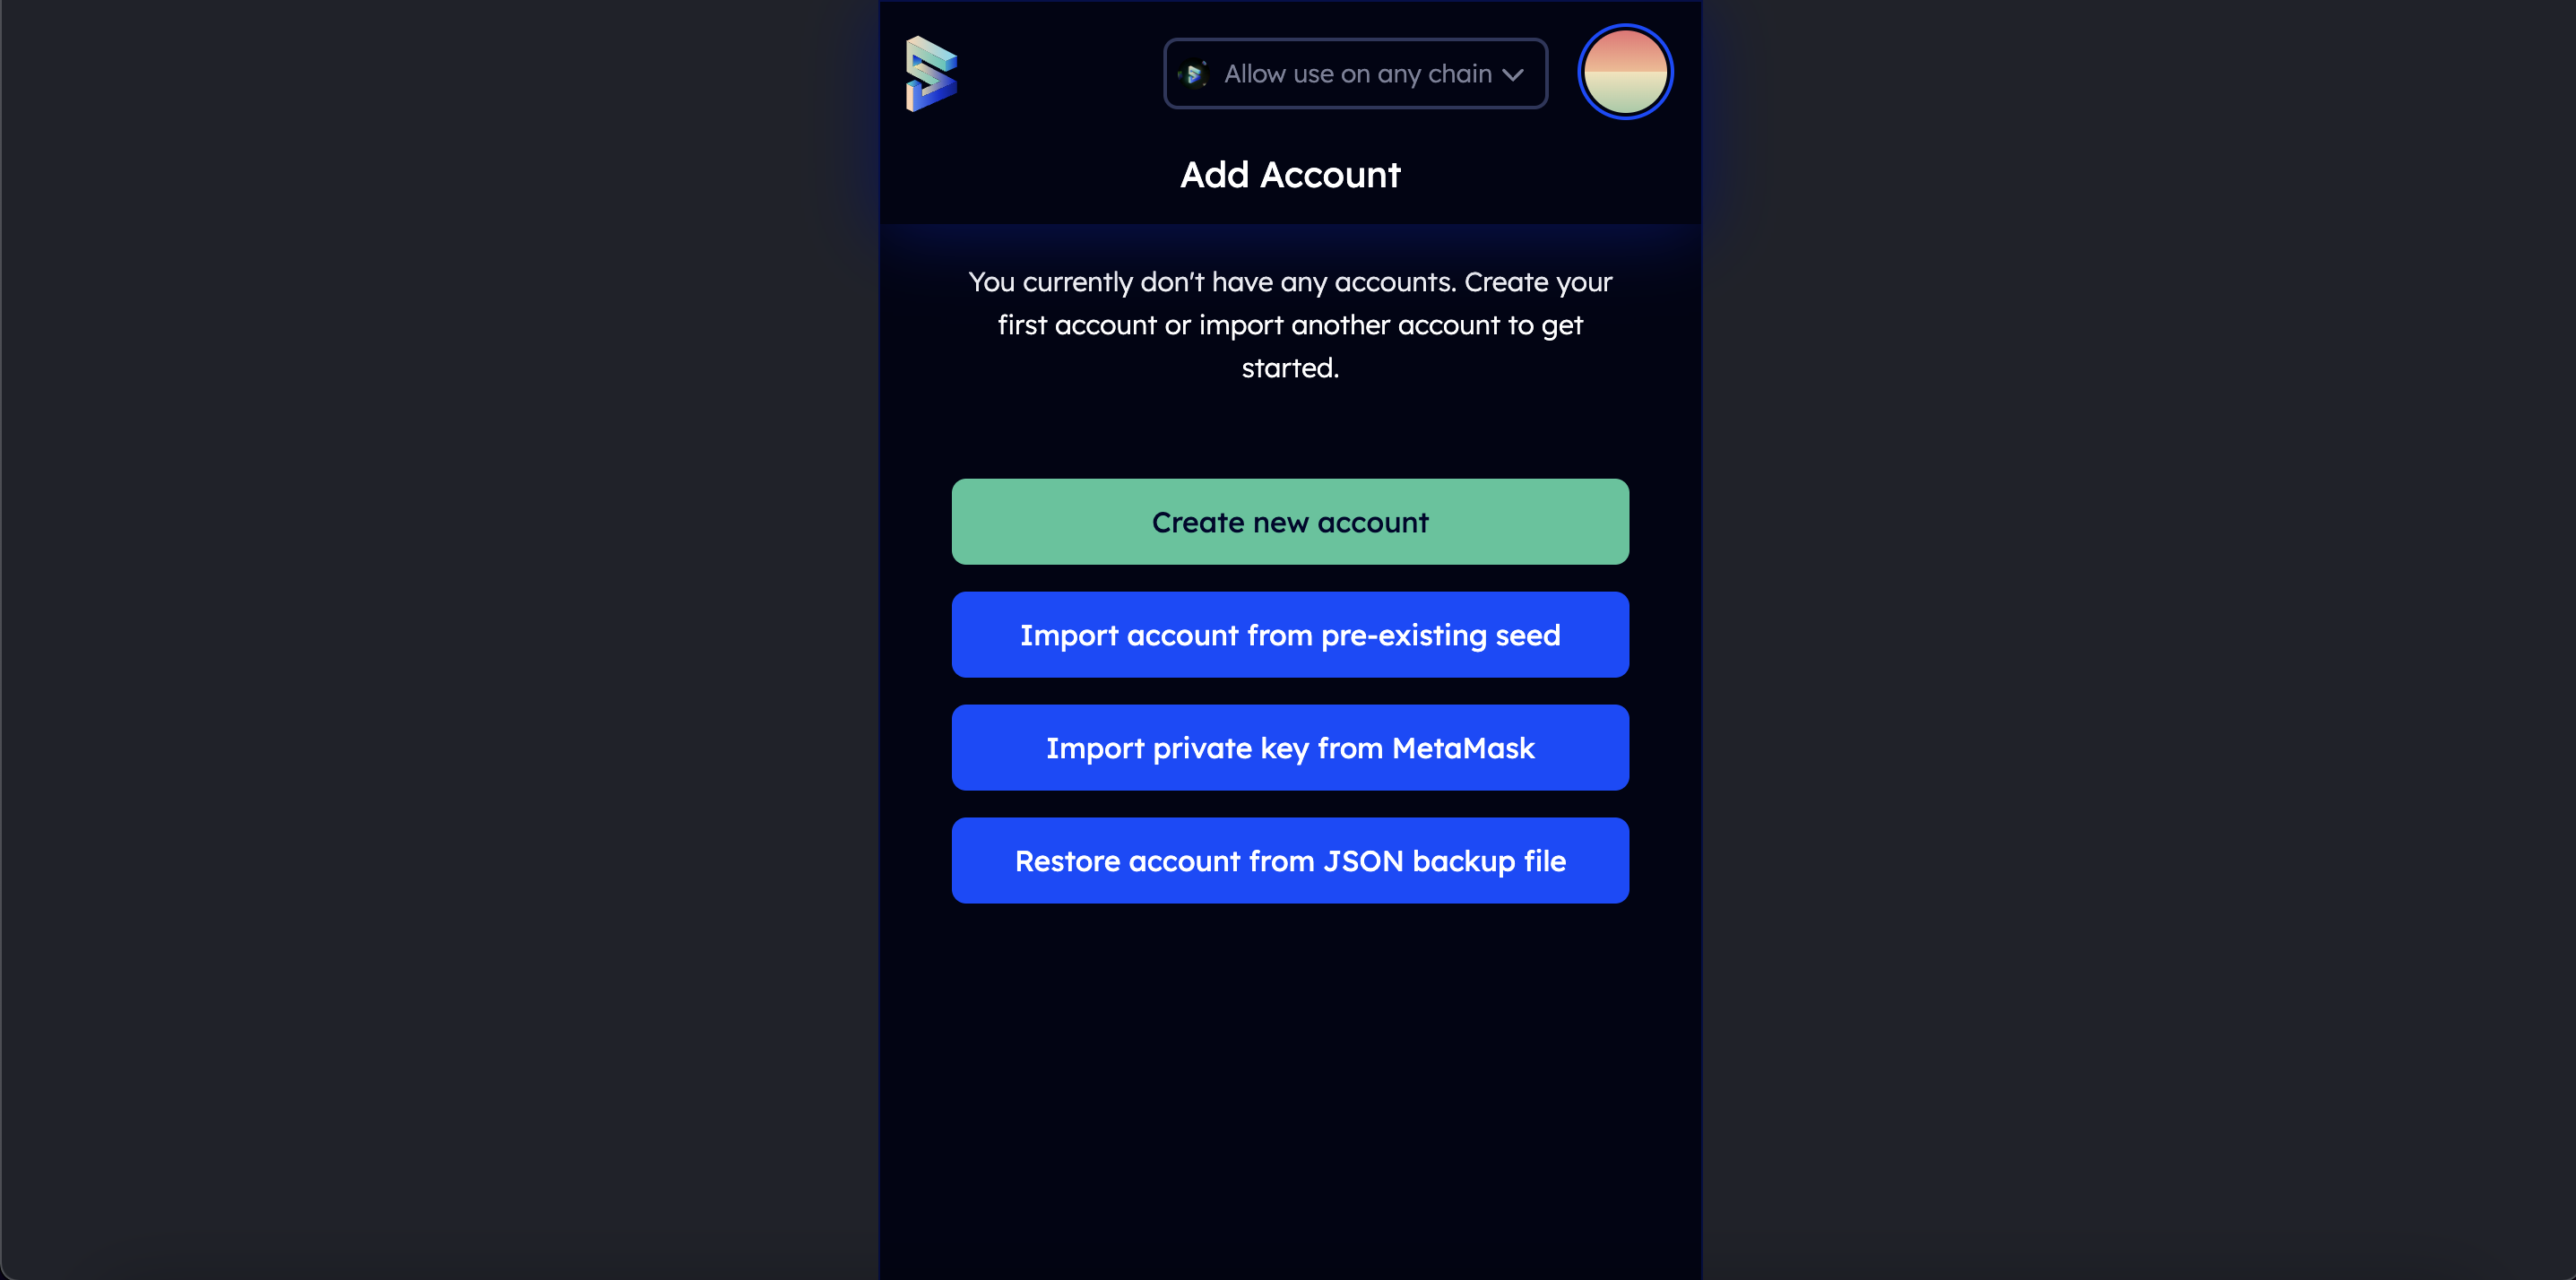 Allow use on any chain
Add Account
You currently don't have any accounts. Create your
first account or import another account to get
started.
Create new account
Import account from pre-existing seed
Import private key from MetaMask
Restore account from JSON backup file